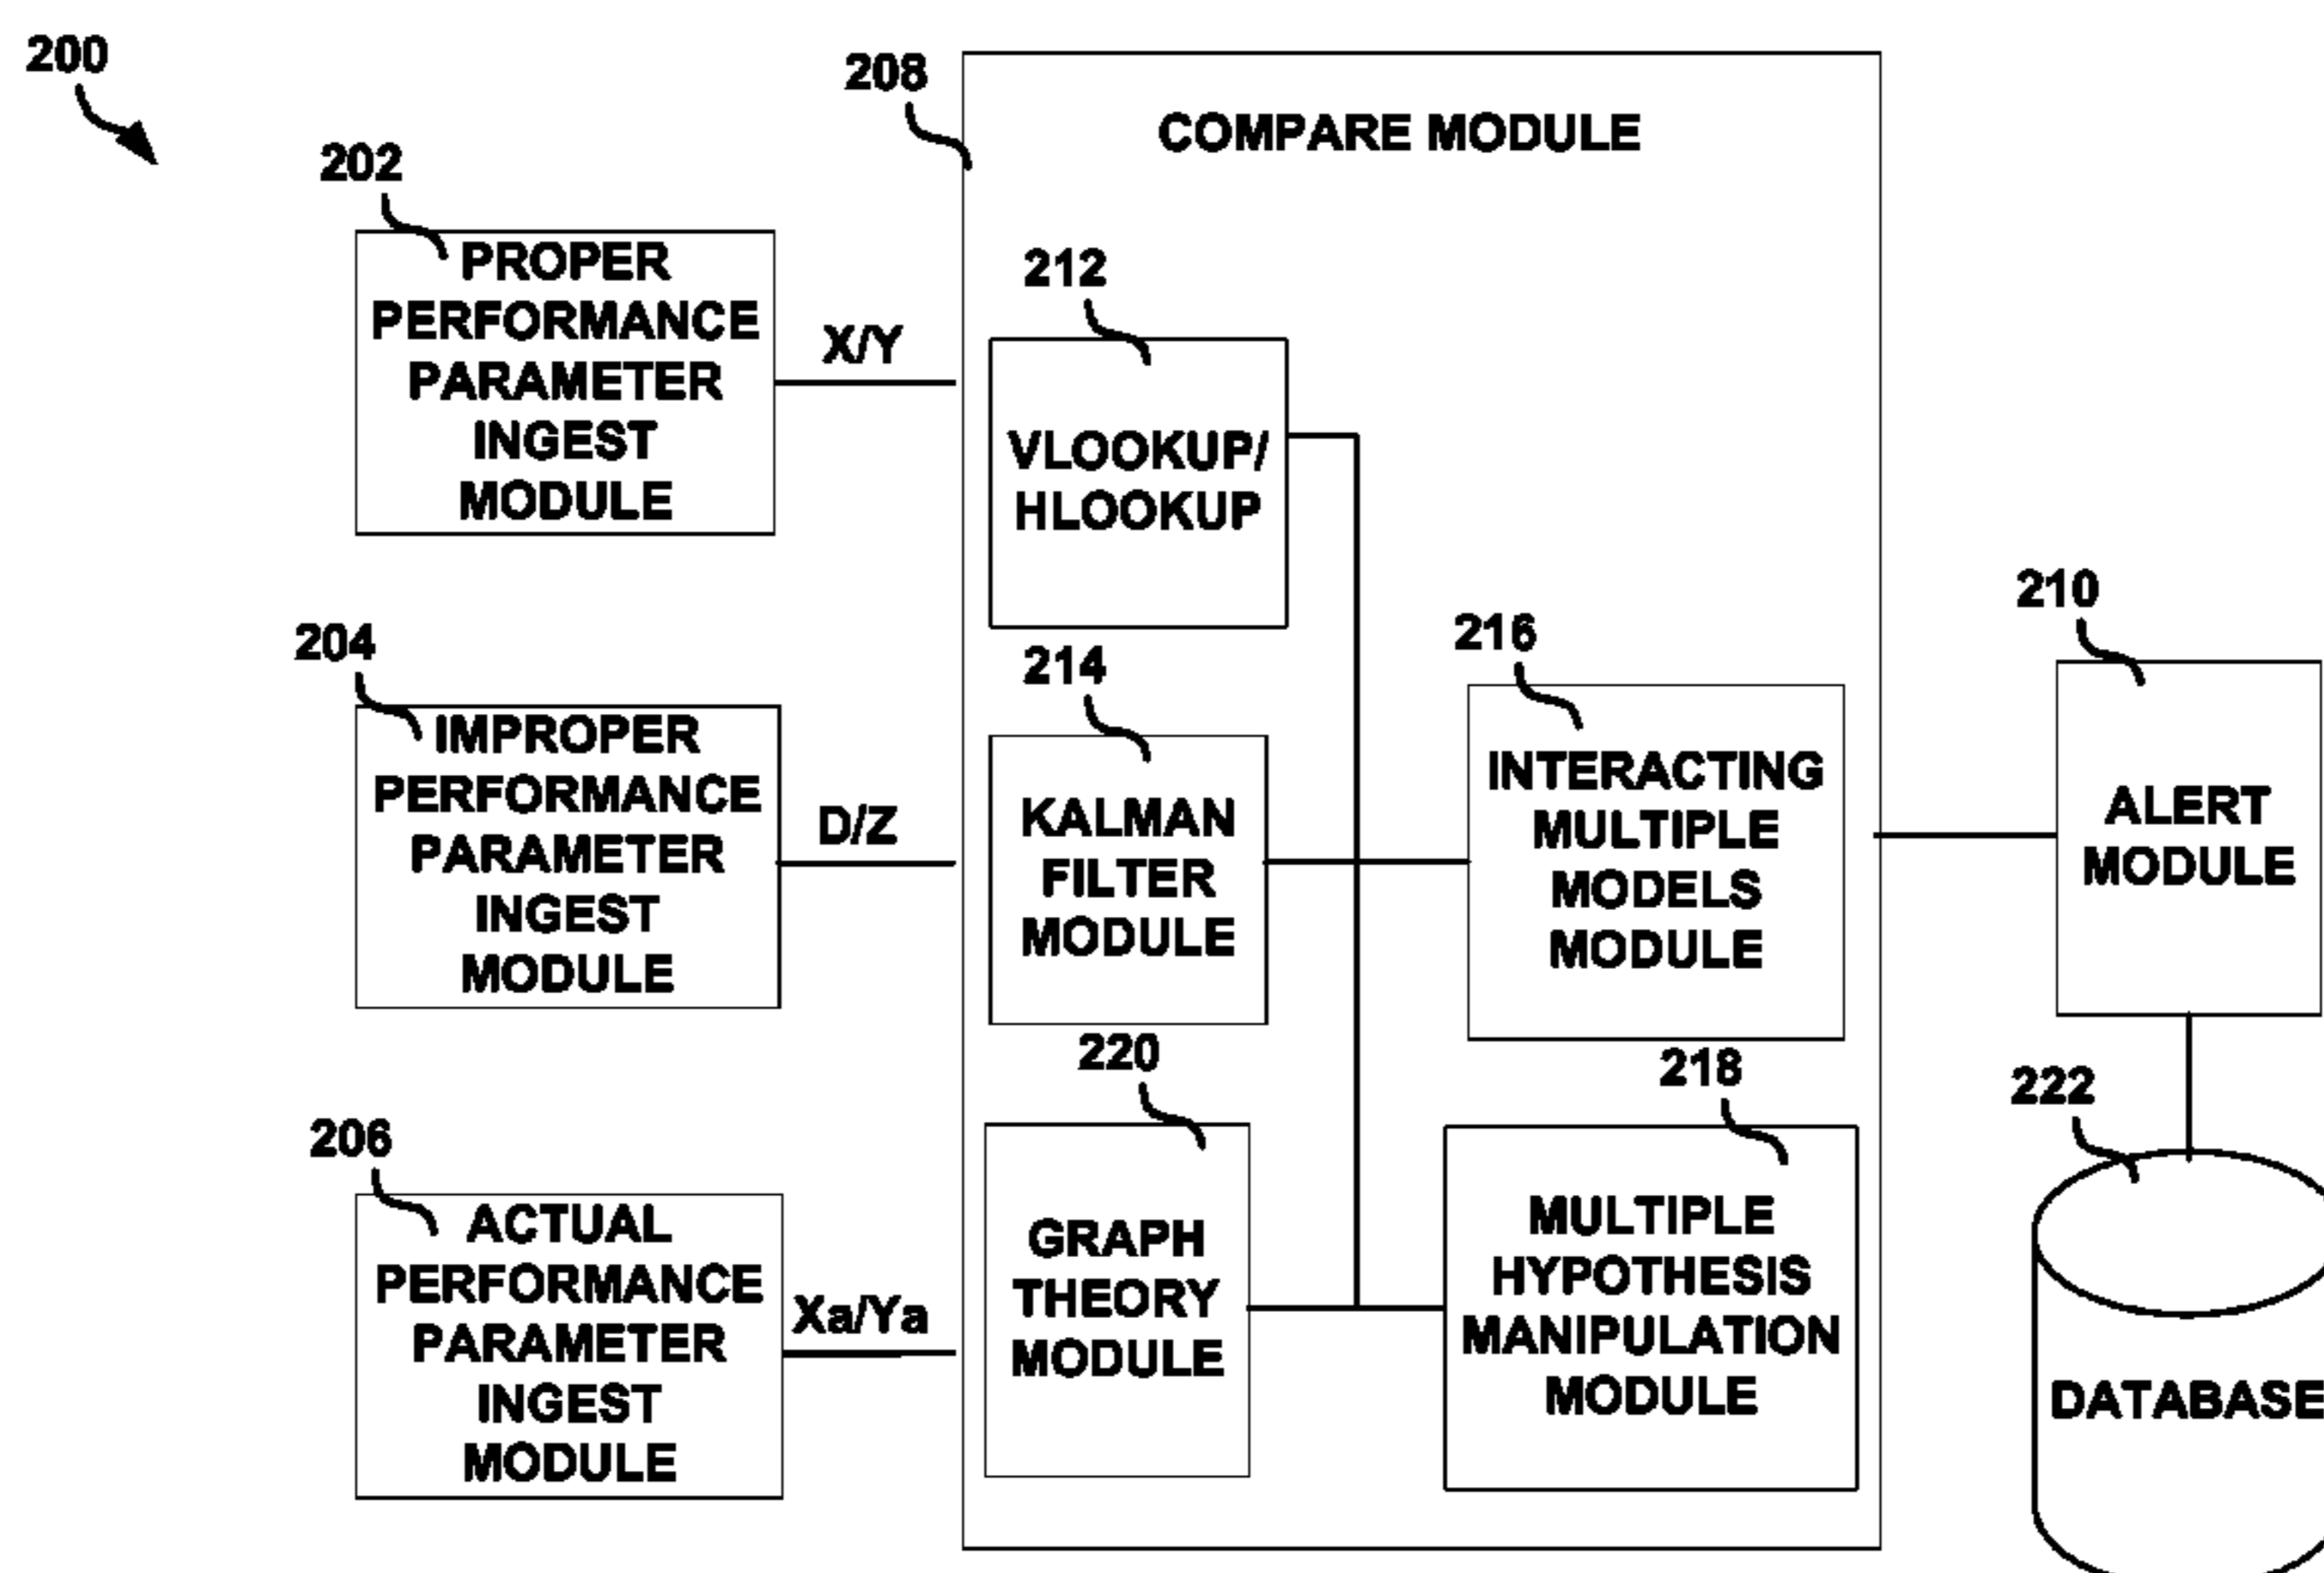 200
208
COMPARE MODULE
202
PROPER
PERFORMANCE
PARAMETER
INGEST
MODULE
X/Y
212
VLOOKUP/
HLOOKUP
204
IMPROPER
PERFORMANCE
PARAMETER
INGEST
MODULE
D/Z
214
KALMAN
FILTER
MODULE
216
INTERACTING
MULTIPLE
MODELS
MODULE
210
ALERT
MODULE
206
ACTUAL
PERFORMANCE
PARAMETER
INGEST
MODULE
Xa/Ya
220
GRAPH
THEORY
MODULE
218
MULTIPLE
HYPOTHESIS
MANIPULATION
MODULE
222
DATABASE